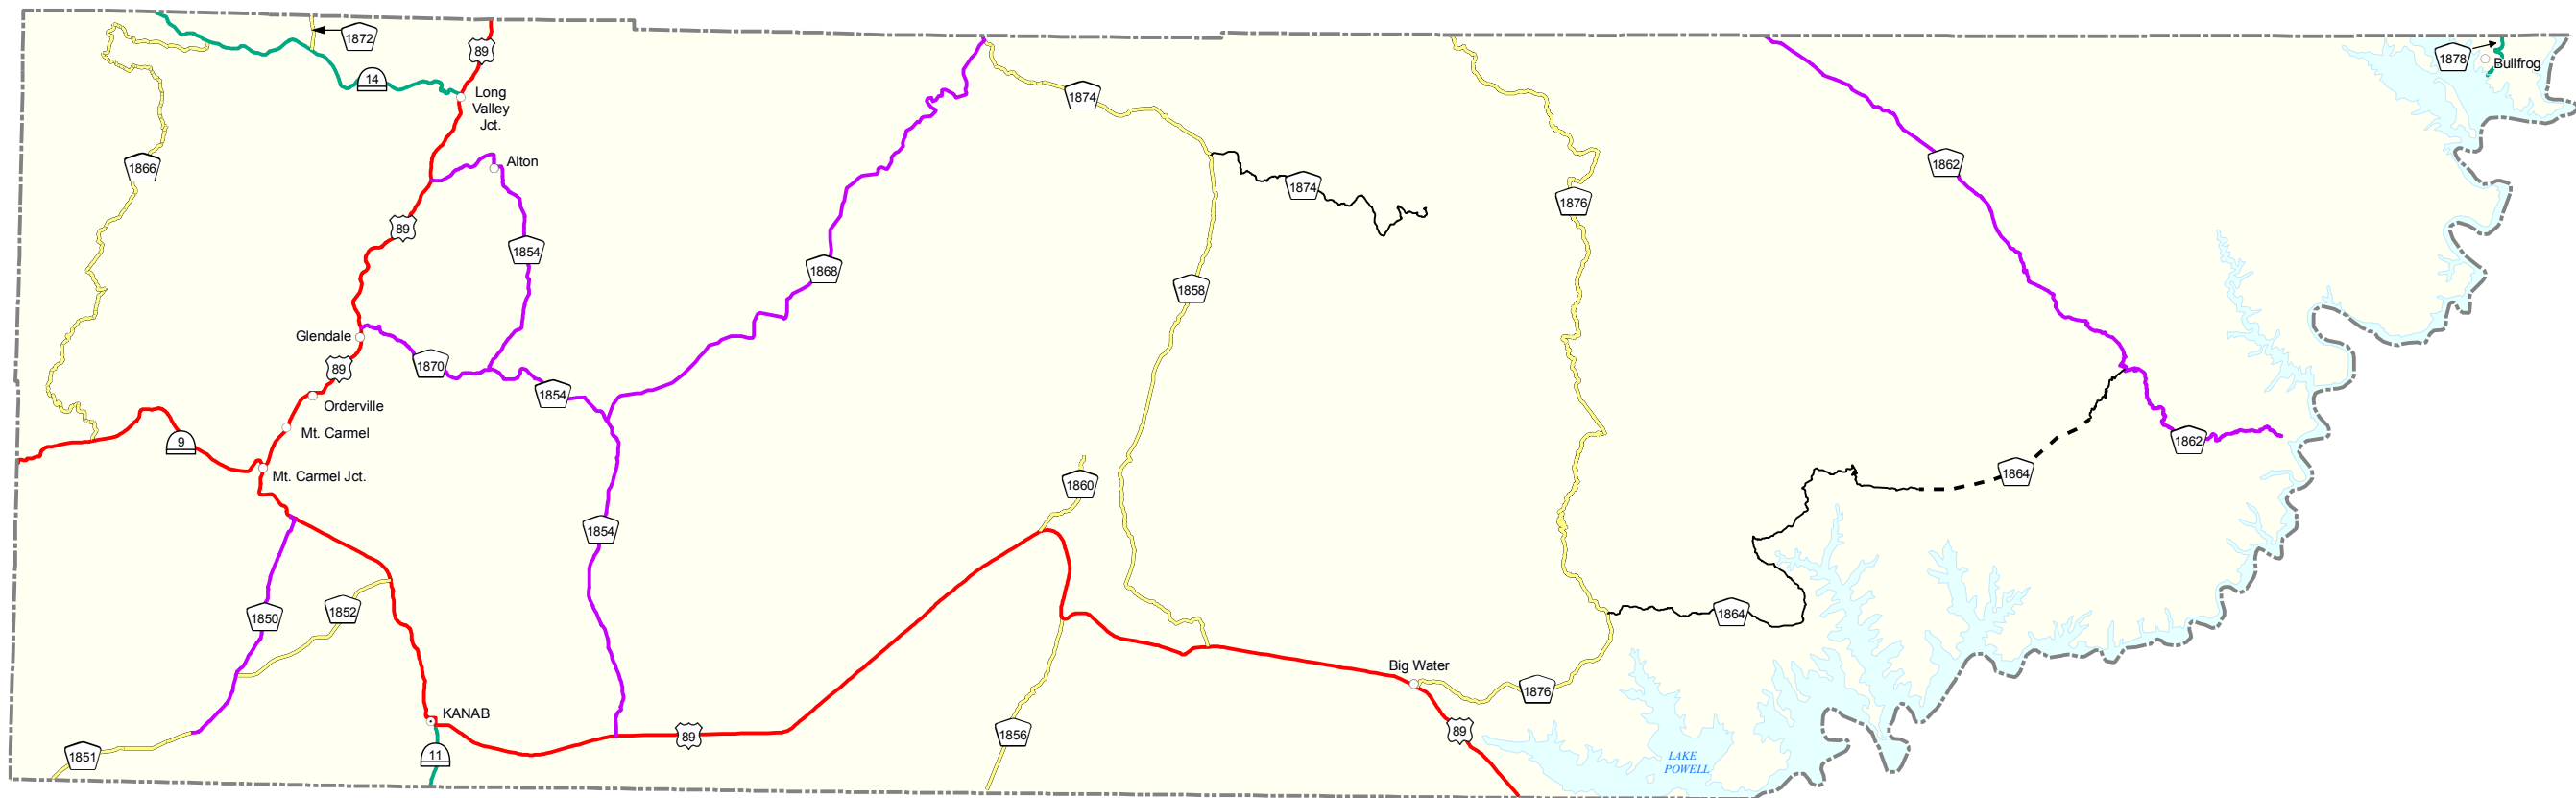 1872
89
1878
Bullfrog
14
Long
Valley
Jct.
1874
1866
Alton
1862
1874
1876
89
1854
1868
1858
Glendale
1870
89
1854
Orderville
Mt. Carmel
9
1862
Mt. Carmel Jct.
1860
1864
1854
1850
1852
1864
Big Water
1876
KANAB
89
1856
89
1851
11
LAKE
POWELL